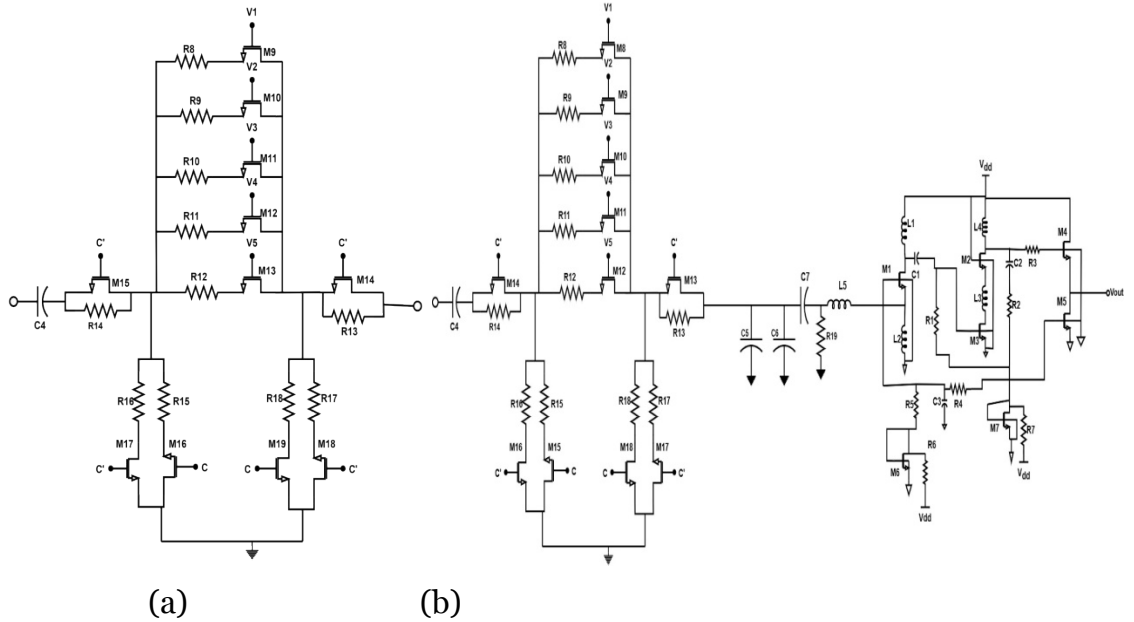 V1
R8
M9
V2
R9
M10
V3
R10
M11
V4
R11
M12
V5
C'
M15
R12
M13
C'
M14
C4
R14
R13
R16
R15
R18
R17
M17
M16
M19
M18
C'
C
C
C'
V1
R8
M8
V2
R9
M9
V3
R10
M10
V4
R11
M11
V5
C'
M14
R12
M12
C'
M13
C4
R14
R13
R16
R15
R18
R17
M16
M15
M18
M17
C'
C
C
C'
C7
L5
C5
C6
R19
Vdd
L1
L4
M4
M1
C1
M2
C2
R3
L3
R2
M5
Vout
L2
R1
M3
R5
C3
R4
M7
R7
R6
M6
Vdd
Vdd
(a)
(b)